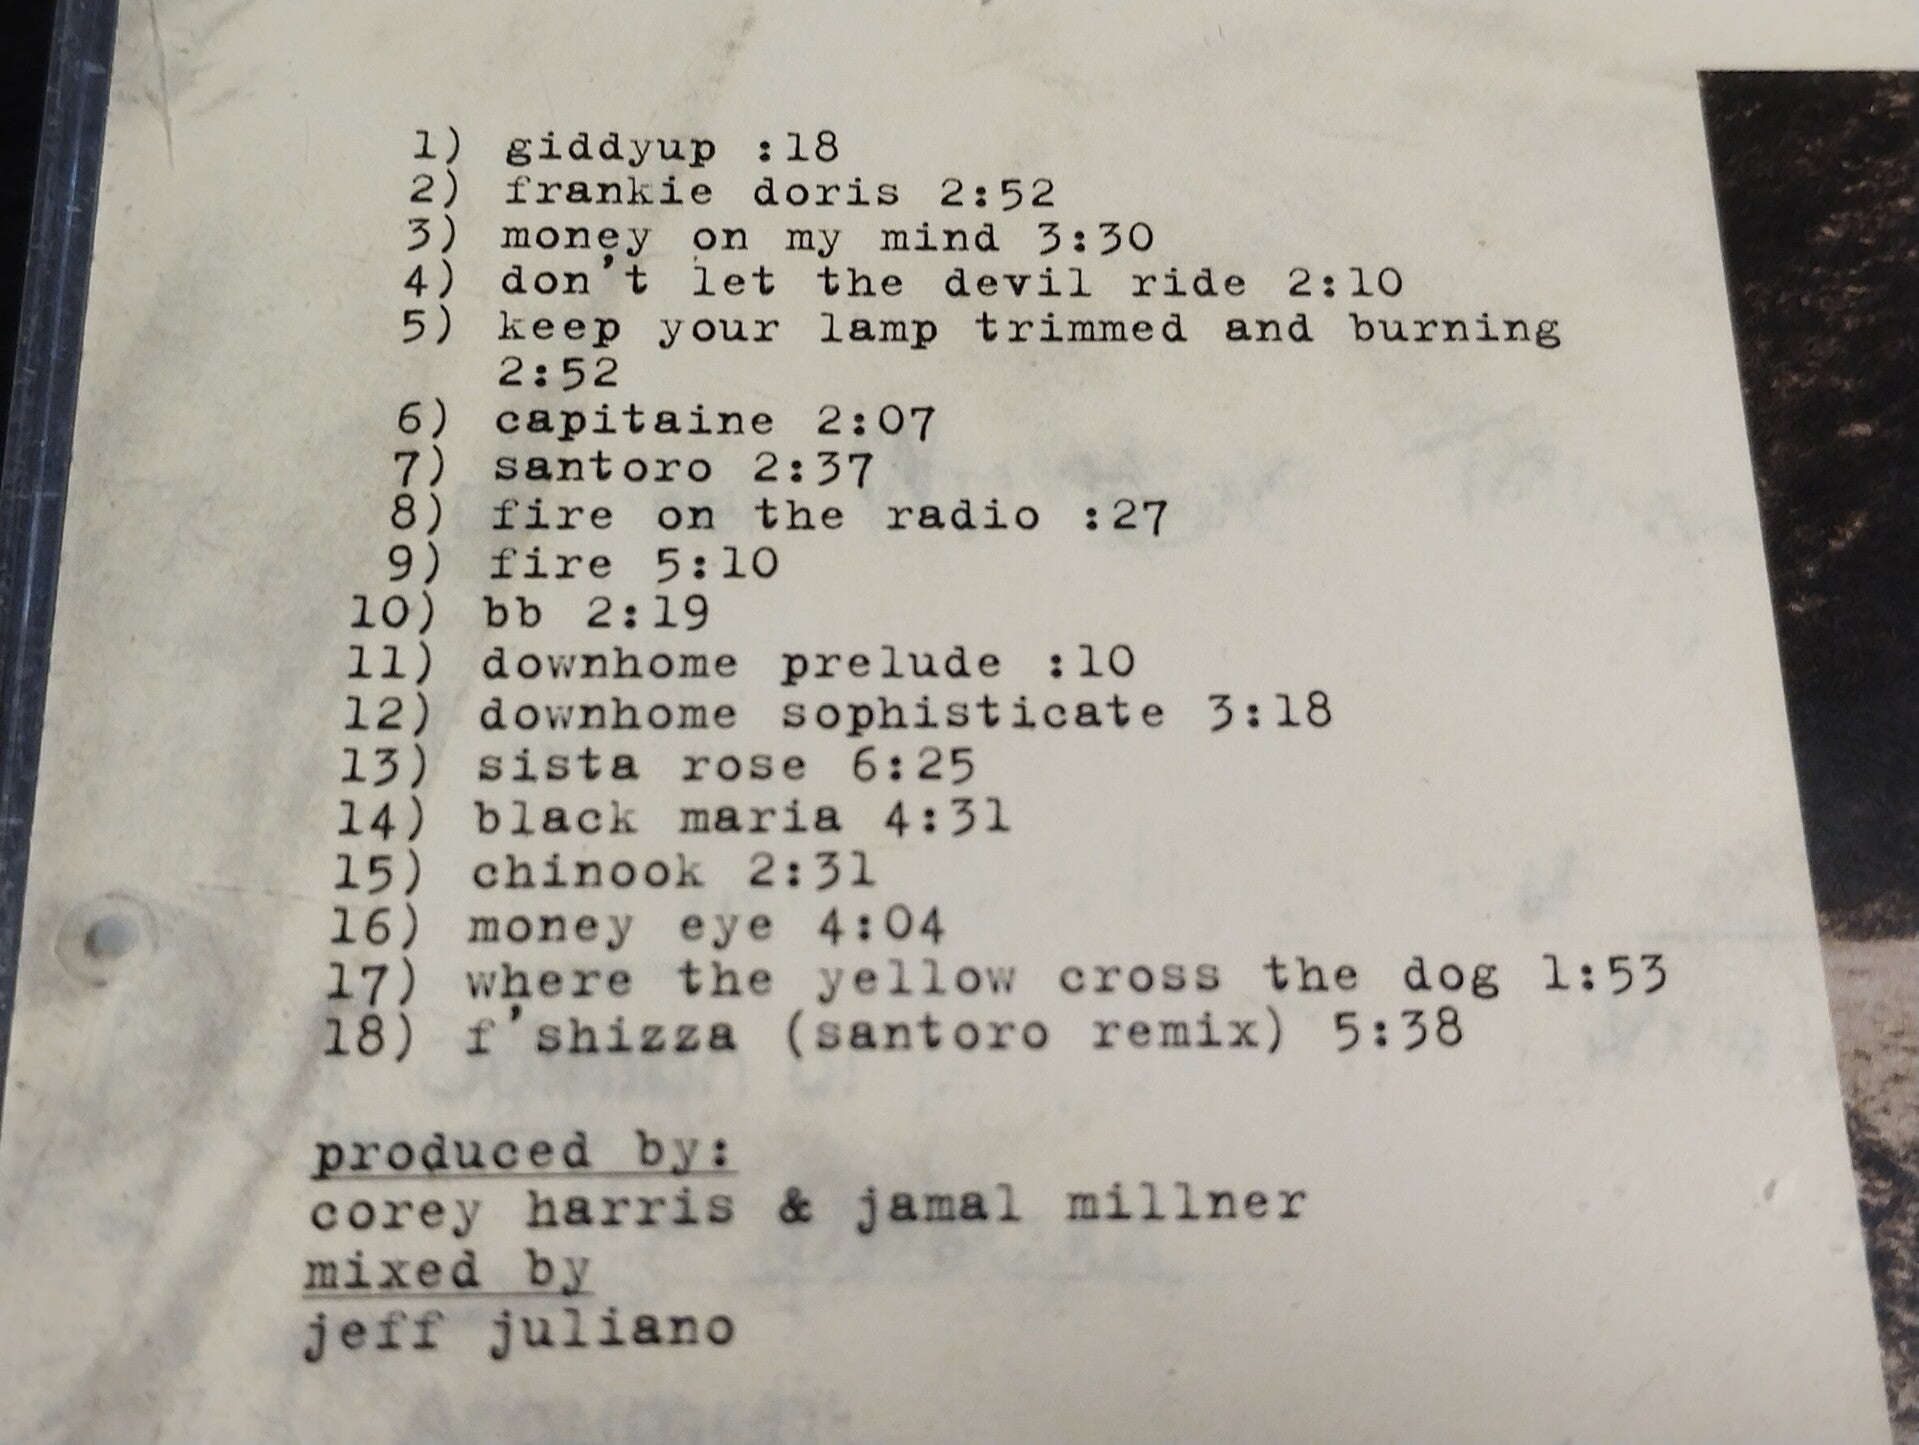 1) giddyup :18
2) frankie doris 2:52
3) money on my mind 3:30
4) don't let the devil ride 2:10
5) keep your lamp trimmed and burning
2:52
6) capitaine 2:07
7) santoro 2:37
8) fire on the radio :27
9) fire 5:10
10) bb 2:19
11) downhome prelude :10
12) downhome sophisticate 3:18
13) sista rose 6:25
14) black maria 4:31
15) chinook 2:31
16) money eye 4:04
17) where the yellow cross the dog 1:53
18) f'shizza (santoro remix) 5:38
produced by:
corey harris & jamal millner
mixed by
jeff juliano